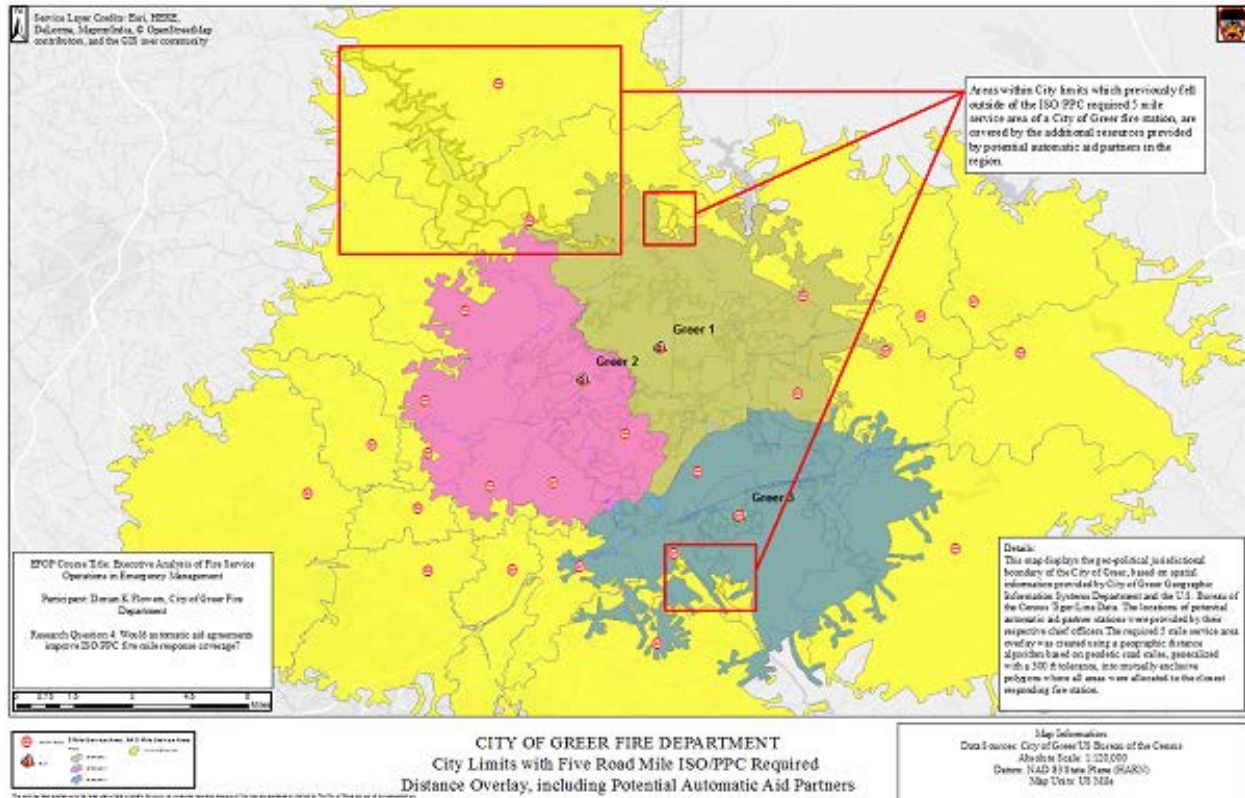 Service Layer Credits: Esri, HERE,
DeLorme, MapmyIndia, © OpenStreetMap
contributors, and the GIS user community
Areas within City limits which previously fell
outside of the ISO/PPC required 5 mile
service area of a City of Greer fire station, are
covered by the additional resources provided
by potential automatic aid partners in the
region.
Greer 1
Greer 2
Greer 3
EFOP Course Title: Executive Analysis of Fire Service
Operations in Emergency Management
Participant: Dorian K. Flowers, City of Greer Fire
Department
Research Question 4: Would automatic aid agreements
improve ISO/PPC five mile response coverage?
0 0.75 1.5 3 4.5 6
Miles
Details:
This map displays the geo-political jurisdictional
boundary of the City of Greer, based on spatial
information provided by City of Greer Geographic
Information Systems Department and the U.S. Bureau of
the Census Tiger/Line Data. The locations of potential
automatic aid partner stations were provided by their
respective chief officers. The required 5 mile service area
overlay was created using a geographic distance
algorithm based on geodetic road miles, generalized
with a 300 ft tolerance, into mutually exclusive
polygons where all areas were allocated to the closest
responding fire station.
CITY OF GREER FIRE DEPARTMENT
City Limits with Five Road Mile ISO/PPC Required
Distance Overlay, including Potential Automatic Aid Partners
Map Information:
Data Sources: City of Greer/US Bureau of the Census
Absolute Scale: 1:120,000
Datum: NAD 83 State Plane (HARN)
Map Units: US Mile